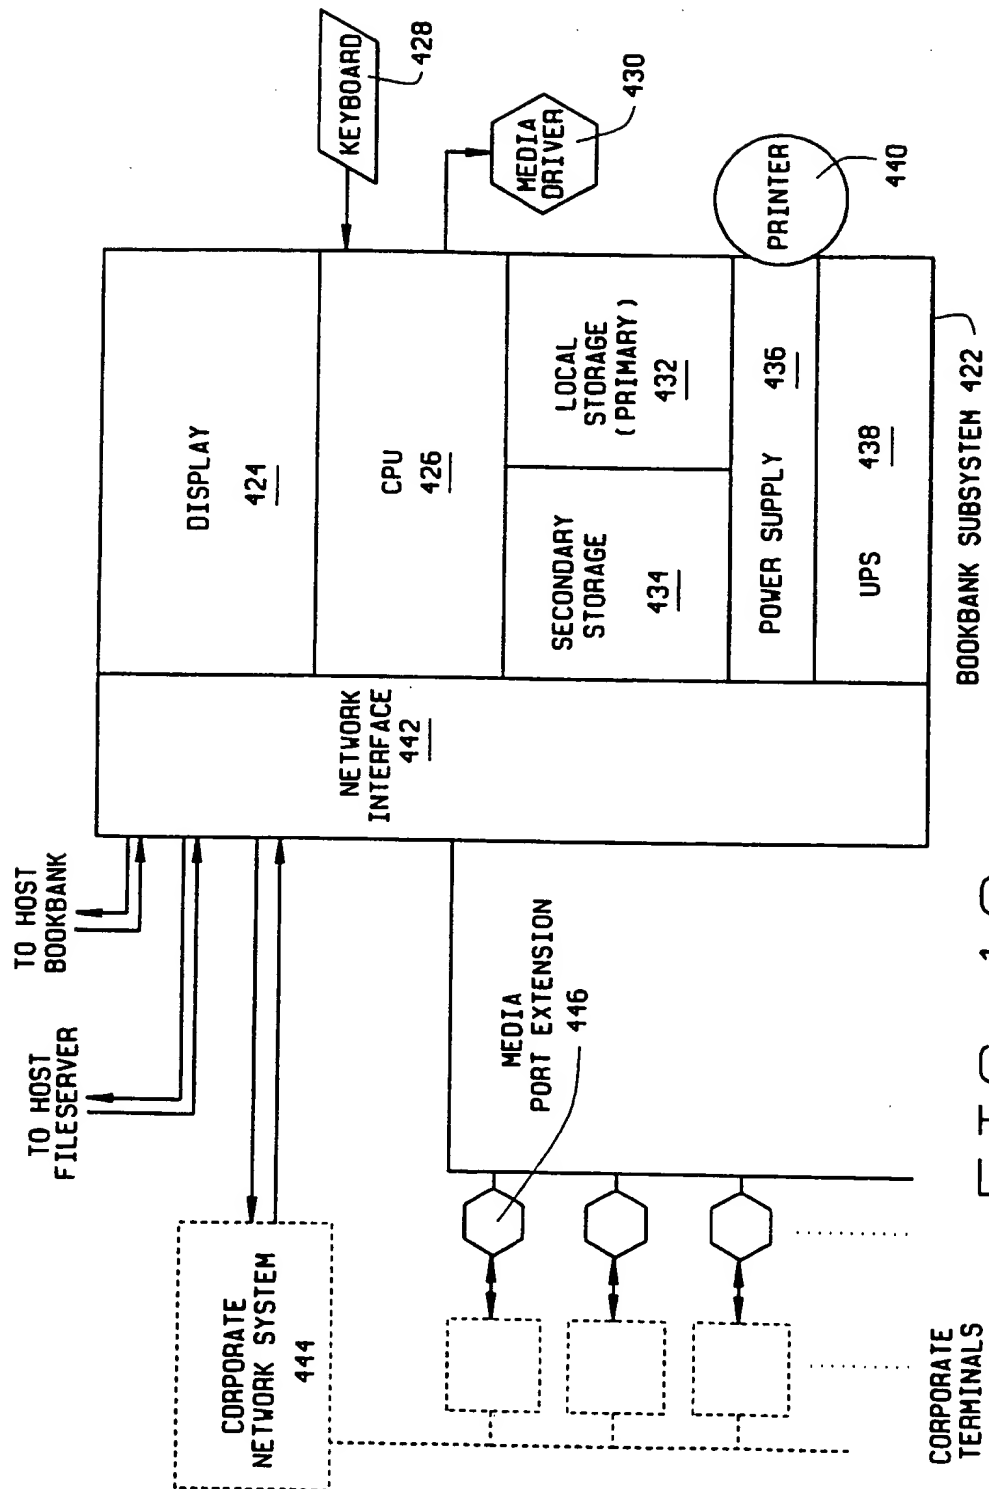 TO HOST
BOOKBANK
TO HOST
FILESERVER
CORPORATE
NETWORK SYSTEM
444
NETWORK
INTERFACE
442
DISPLAY
424
CPU
426
KEYBOARD
428
MEDIA
DRIVER
430
SECONDARY
STORAGE
434
LOCAL
STORAGE
(PRIMARY)
432
POWER SUPPLY 436
UPS 438
PRINTER
440
BOOKBANK SUBSYSTEM 422
MEDIA
PORT EXTENSION
446
CORPORATE
TERMINALS